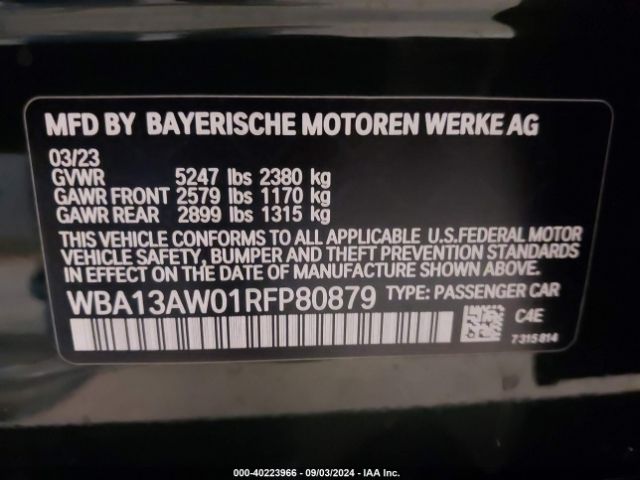 MFD BY BAYERISCHE MOTOREN WERKE AG
03/23
GVWR 5247 lbs 2380 kg
GAWR FRONT 2579 lbs 1170 kg
GAWR REAR 2899 lbs 1315 kg
THIS VEHICLE CONFORMS TO ALL APPLICABLE U.S.FEDERAL MOTOR
VEHICLE SAFETY, BUMPER AND THEFT PREVENTION STANDARDS
IN EFFECT ON THE DATE OF MANUFACTURE SHOWN ABOVE.
WBA13AW01RFP80879 TYPE: PASSENGER CAR
C4E
7315814
000-40223966 - 09/03/2024 - IAA Inc.